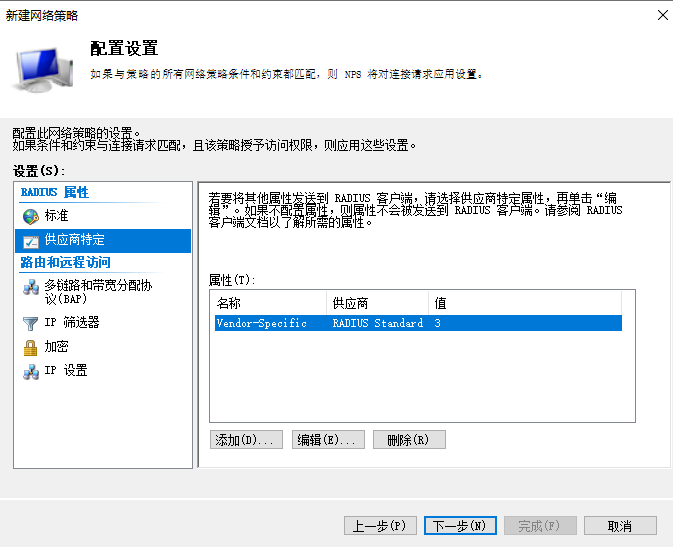 新建网络策略
配置设置
如果与策略的所有网络策略条件和约束都匹配，则 NPS 将对连接请求应用设置。
配置此网络策略的设置。
如果条件和约束与连接请求匹配，且该策略授予访问权限，则应用这些设置。
设置(S):
RADIUS 属性
标准
供应商特定
路由和远程访问
多链路和带宽分配协
议(BAP)
IP 筛选器
加密
IP 设置
若要将其他属性发送到 RADIUS 客户端，请选择供应商特定属性，再单击“编
辑”。如果不配置属性，则属性不会被发送到 RADIUS 客户端。请参阅 RADIUS
客户端文档以了解所需的属性。
属性(T):
名称 供应商 值
Vendor-Specific RADIUS Standard 3
添加(D)... 编辑(E)... 删除(R)
上一步(P) 下一步(N) 完成(F) 取消